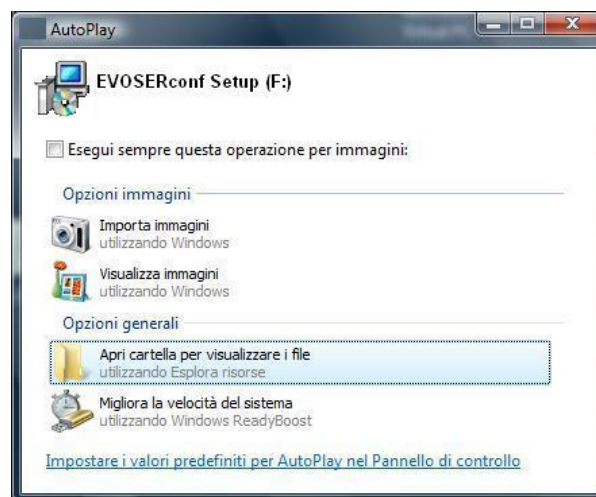 AutoPlay
EVOSERconf Setup (F:)
Esegui sempre questa operazione per immagini:
Opzioni immagini
Importa immagini
utilizzando Windows
Visualizza immagini
utilizzando Windows
Opzioni generali
Apri cartella per visualizzare i file
utilizzando Esplora risorse
Migliora la velocità del sistema
utilizzando Windows ReadyBoost
Impostare i valori predefiniti per AutoPlay nel Pannello di controllo